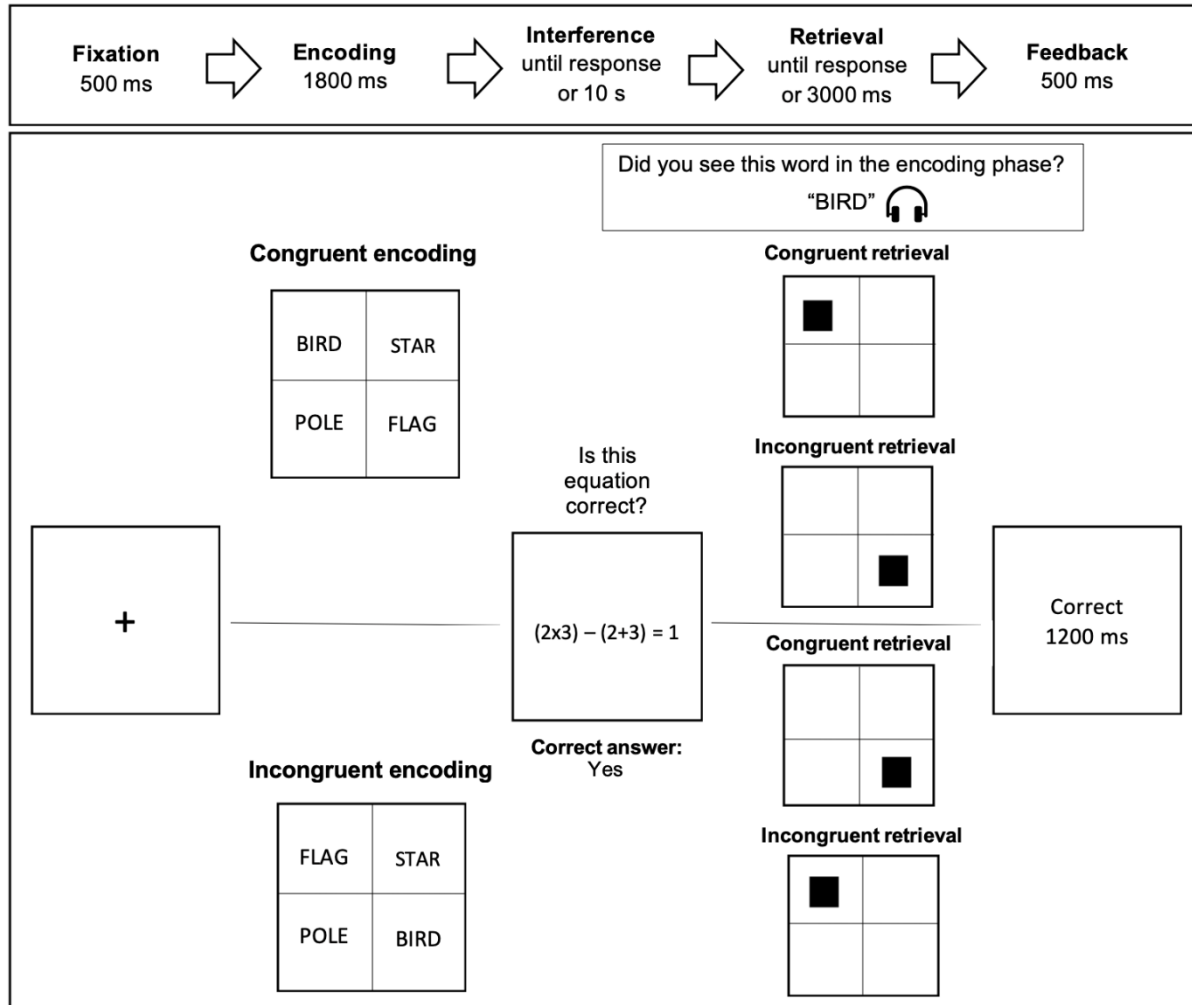 Fixation
500 ms
Encoding
1800 ms
Interference
until response
or 10 s
Retrieval
until response
or 3000 ms
Feedback
500 ms
Did you see this word in the encoding phase?
“BIRD”
Congruent encoding
BIRD STAR
POLE FLAG
Is this
equation
correct?
(2x3) – (2+3) = 1
Correct answer:
Yes
Incongruent encoding
FLAG STAR
POLE BIRD
Congruent retrieval
Incongruent retrieval
Congruent retrieval
Incongruent retrieval
+
Correct
1200 ms